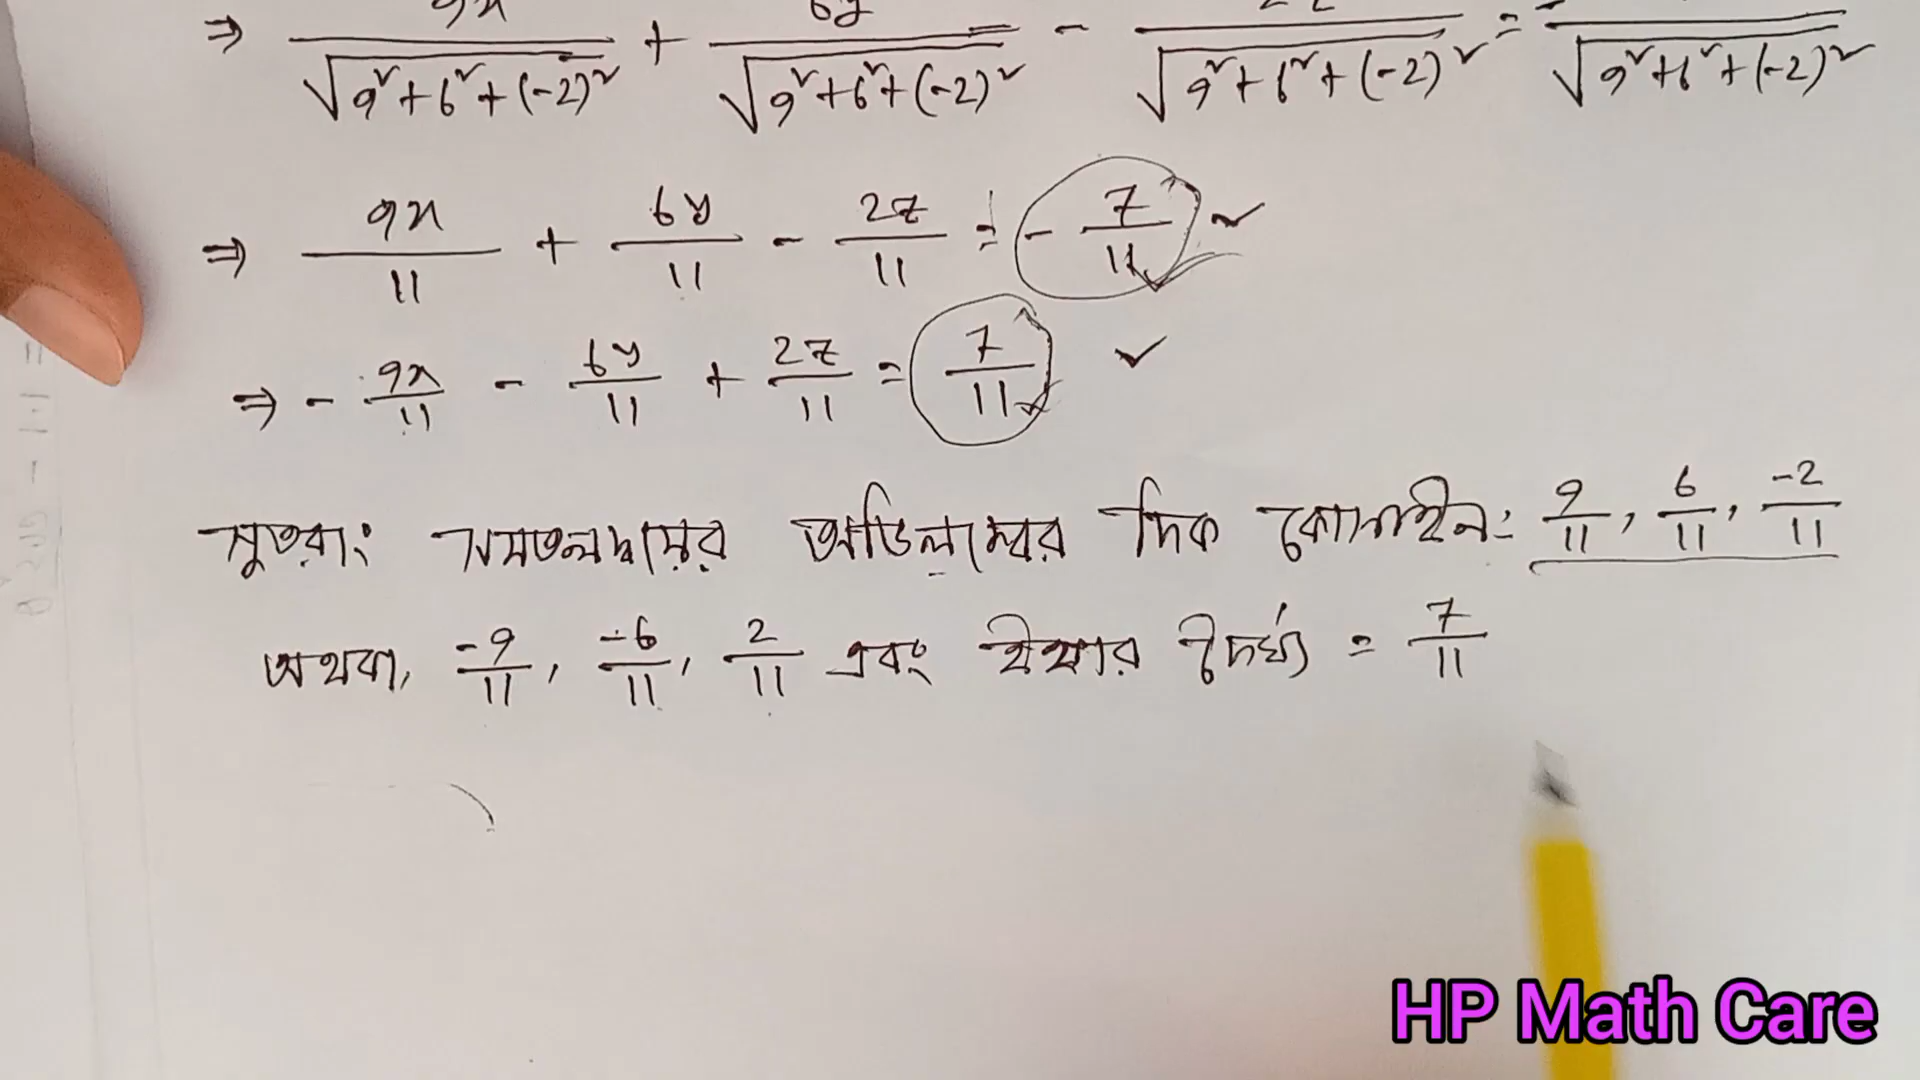 ⇒ 9x/√9²+6²+(-2)² + 6y/√9²+6²+(-2)² - /√9²+6²+(-2)² = /√9²+6²+(-2)²
⇒ 9x/11 + 6y/11 - 2z/11 = - 7/11 ✓
⇒ - 9x/11 - 6y/11 + 2z/11 = 7/11 ✓
সুতরাং সমতলদ্বয়ের অভিলম্বের দিক কোসাইন: 9/11, 6/11, -2/11
অথবা, -9/11, -6/11, 2/11 এবং ইহার দৈর্ঘ্য = 7/11
HP Math Care